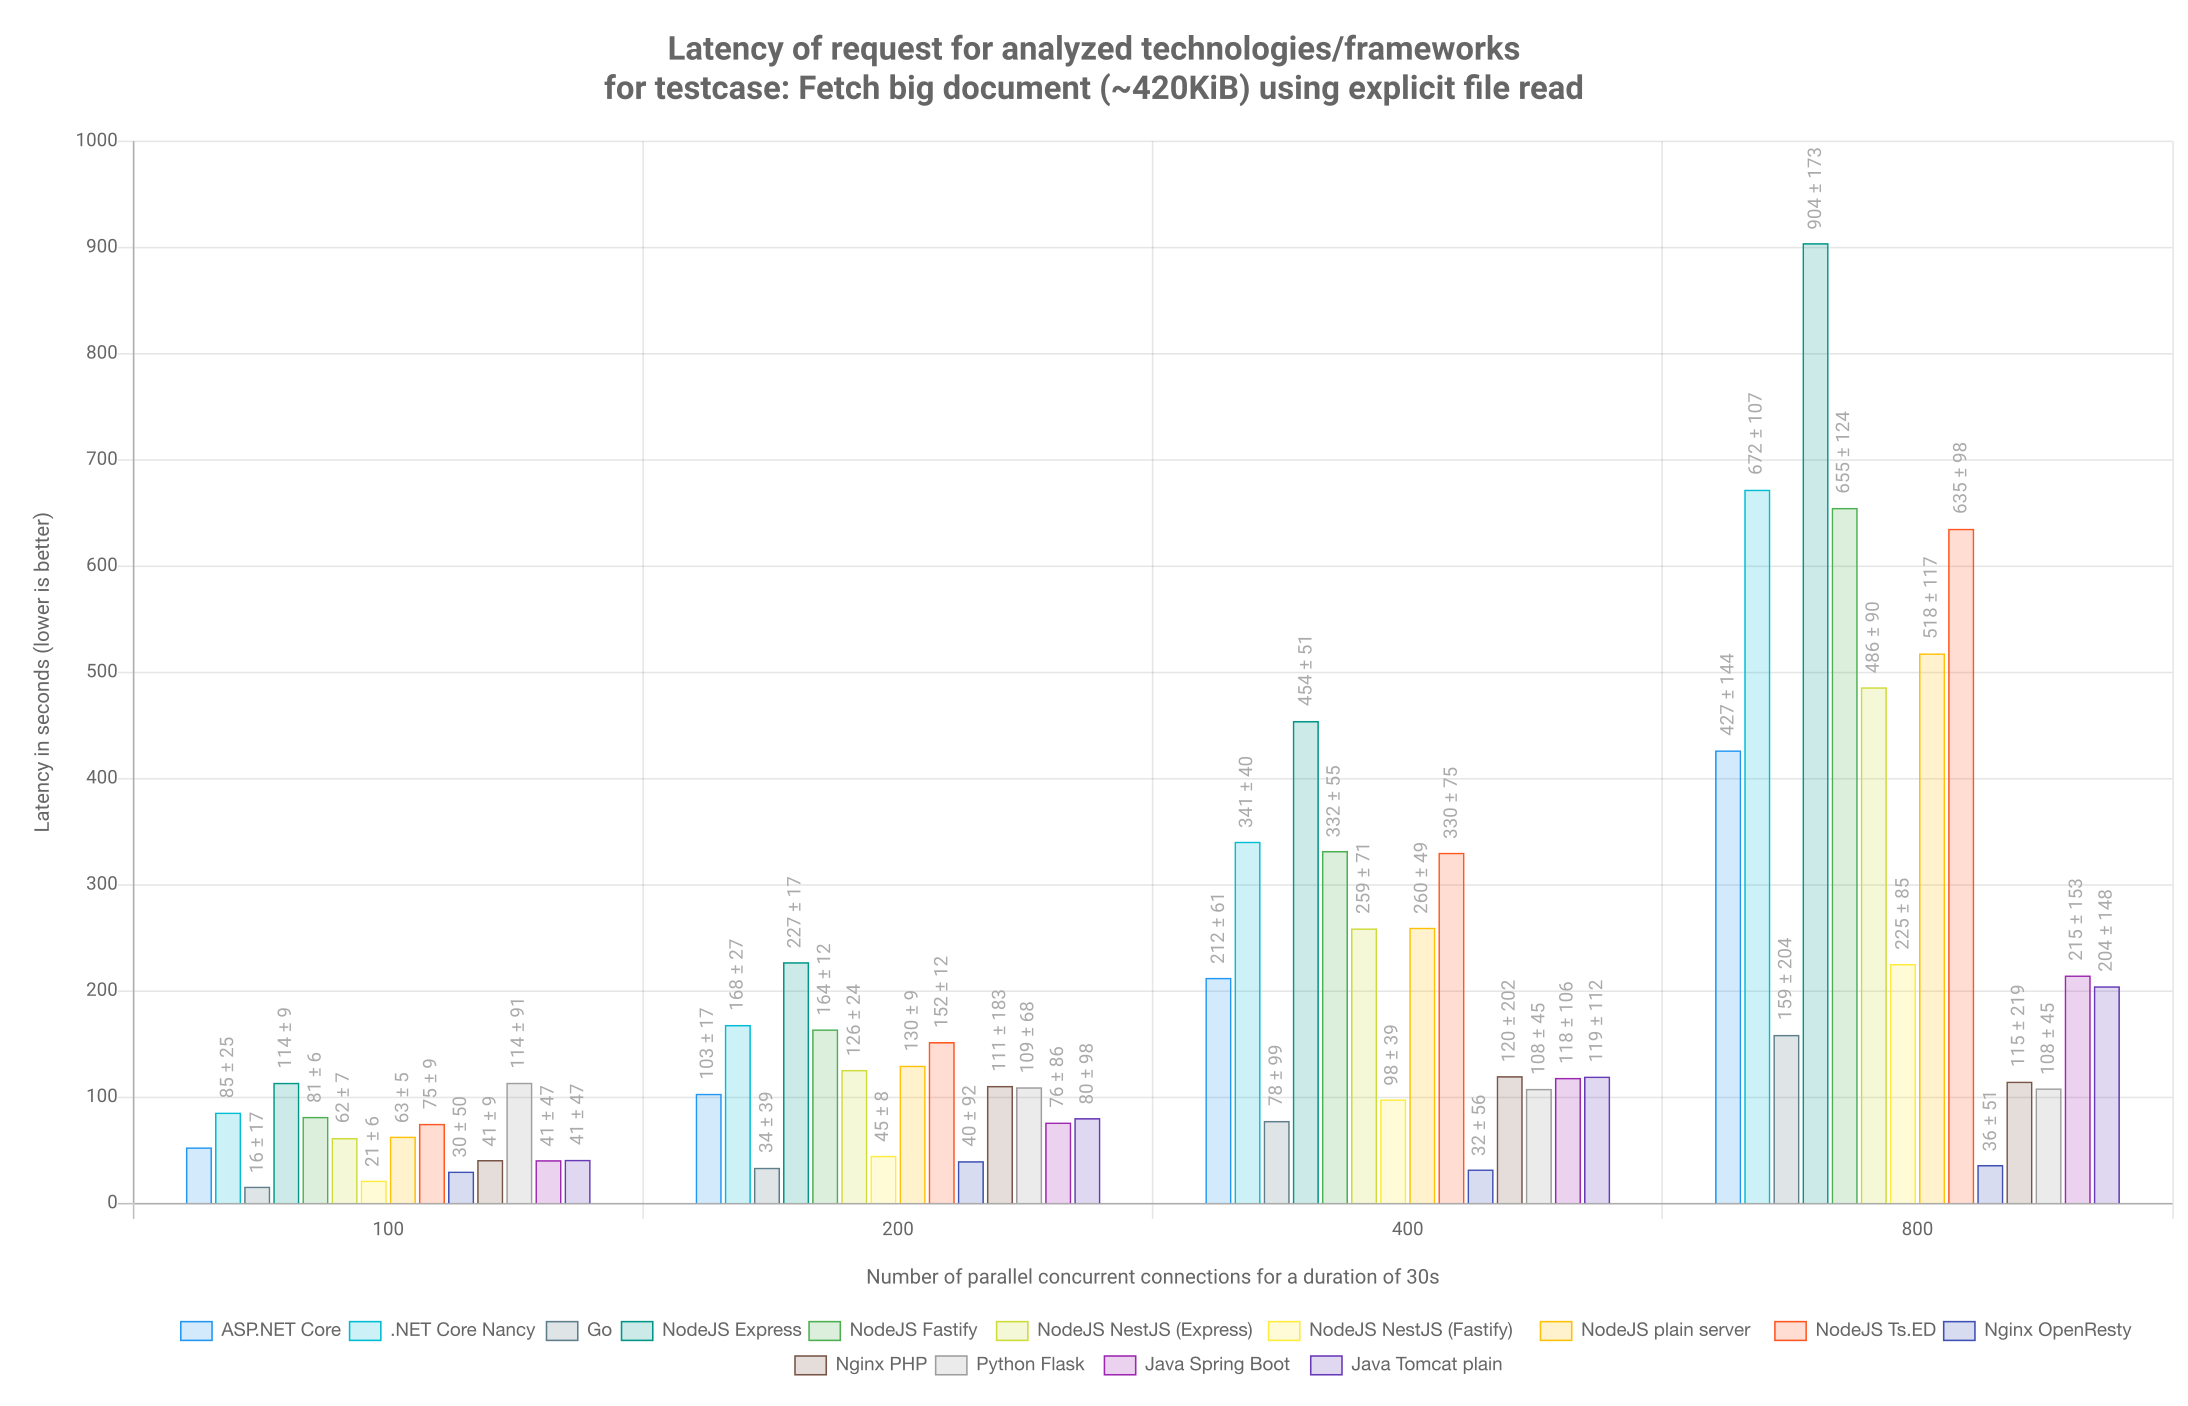 Latency of request for analyzed technologies/frameworks
for testcase: Fetch big document (~420KiB) using explicit file read
Latency in seconds (lower is better)
1000
900
800
700
600
500
400
300
200
100
0
85 ± 25
16 ± 17
114 ± 9
81 ± 6
62 ± 7
21 ± 6
63 ± 5
75 ± 9
30 ± 50
41 ± 9
114 ± 91
41 ± 47
41 ± 47
103 ± 17
168 ± 27
34 ± 39
227 ± 17
164 ± 12
126 ± 24
45 ± 8
130 ± 9
152 ± 12
40 ± 92
111 ± 183
109 ± 68
76 ± 86
80 ± 98
212 ± 61
341 ± 40
78 ± 99
454 ± 51
332 ± 55
259 ± 71
98 ± 39
260 ± 49
330 ± 75
32 ± 56
120 ± 202
108 ± 45
118 ± 106
119 ± 112
427 ± 144
672 ± 107
159 ± 204
904 ± 173
655 ± 124
486 ± 90
225 ± 85
518 ± 117
635 ± 98
36 ± 51
115 ± 219
108 ± 45
215 ± 153
204 ± 148
100
200
400
800
Number of parallel concurrent connections for a duration of 30s
ASP.NET Core
.NET Core Nancy
Go
NodeJS Express
NodeJS Fastify
NodeJS NestJS (Express)
NodeJS NestJS (Fastify)
NodeJS plain server
NodeJS Ts.ED
Nginx OpenResty
Nginx PHP
Python Flask
Java Spring Boot
Java Tomcat plain